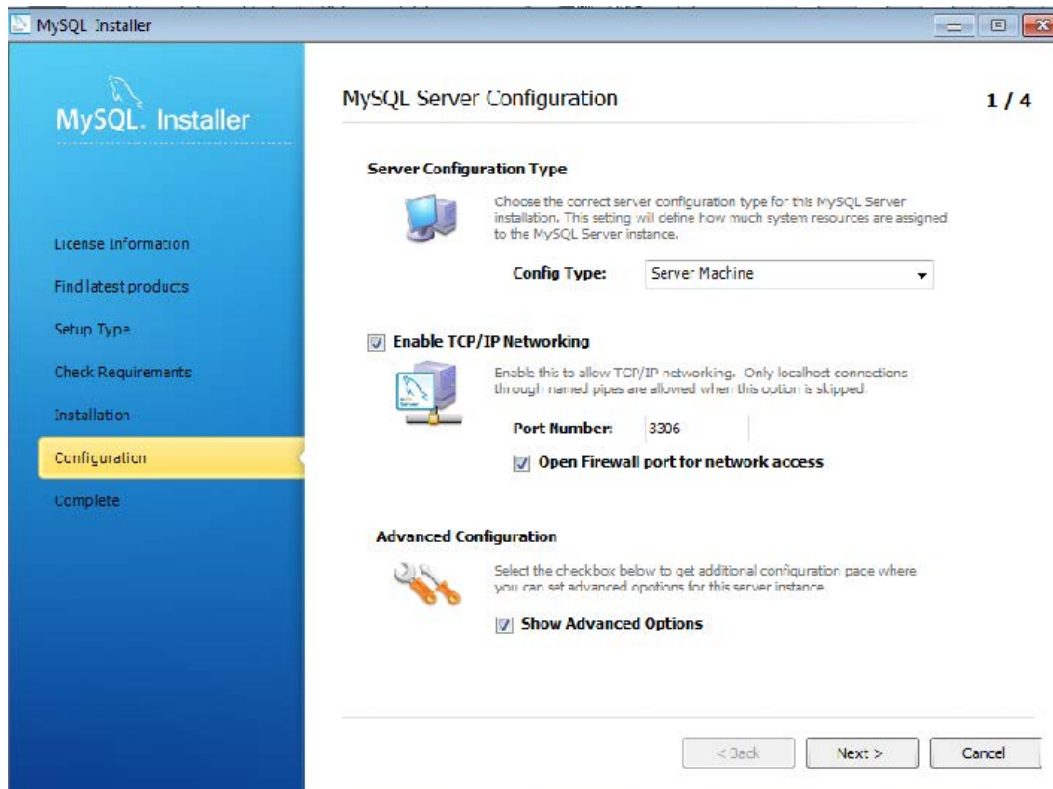 MySQL Installer
MySQL Installer
License Information
Find latest products
Setup Type
Check Requirements
Installation
Configuration
Complete
MySQL Server Configuration
1 / 4
Server Configuration Type
Choose the correct server configuration type for this MySQL Server
installation. This setting will define how much system resources are assigned
to the MySQL Server instance.
Config Type: Server Machine
Enable TCP/IP Networking
Enable this to allow TCP/IP networking. Only localhost connections
through named pipes are allowed when this option is skipped.
Port Number: 3306
Open Firewall port for network access
Advanced Configuration
Select the checkbox below to get additional configuration page where
you can set advanced options for this server instance.
Show Advanced Options
< Back
Next >
Cancel